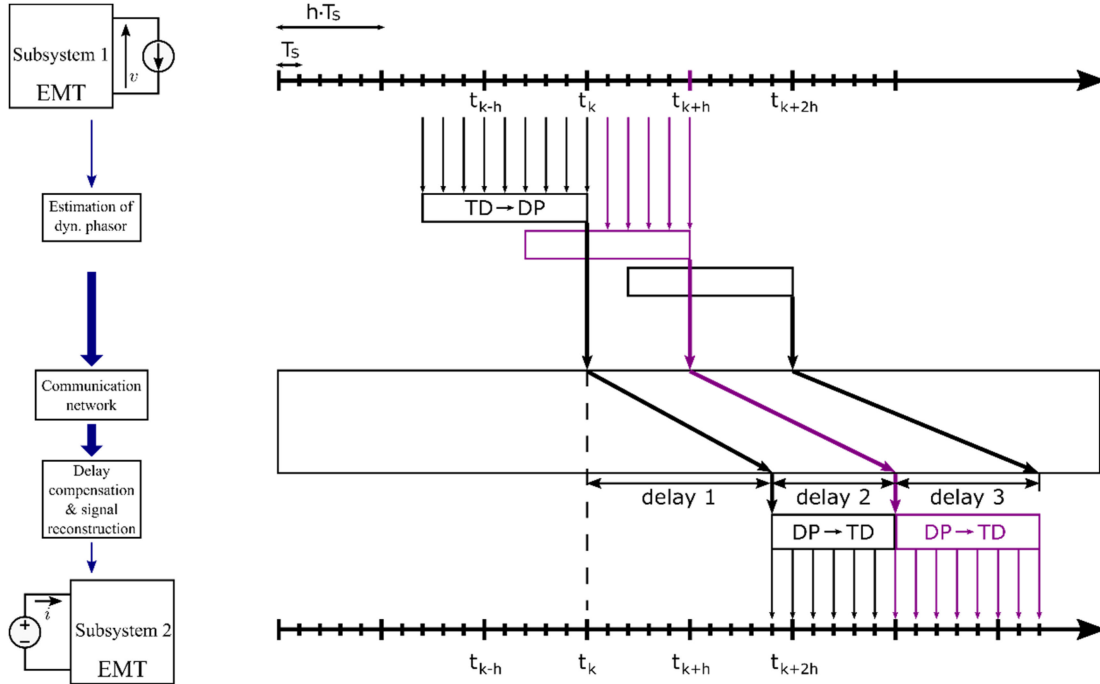 Subsystem 1
EMT
v
Estimation of
dyn. phasor
Communication
network
Delay
compensation
& signal
reconstruction
i
Subsystem 2
EMT
h·Ts
Ts
tk-h
tk
tk+h
tk+2h
TD→DP
delay 1
delay 2
delay 3
DP→TD
DP→TD
tk-h
tk
tk+h
tk+2h